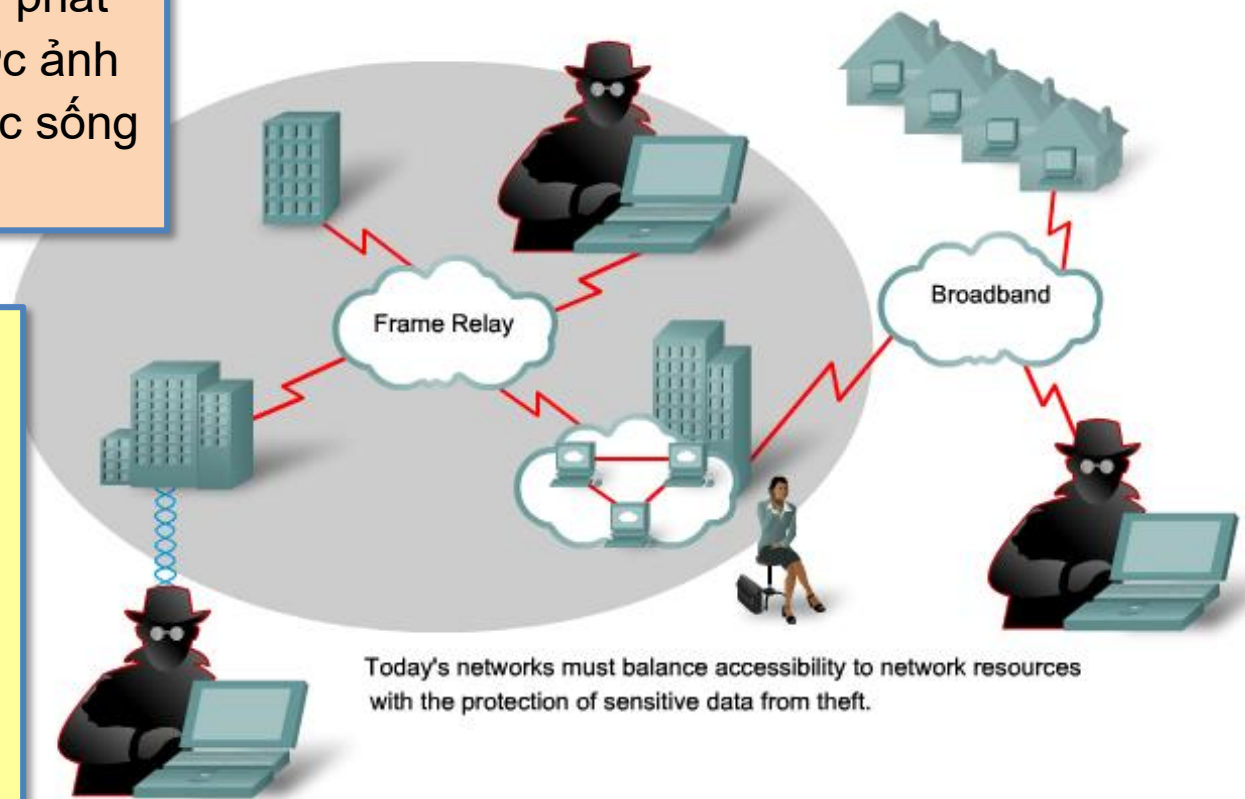 phát
ảnh
sống
Frame Relay
Broadband
Today's networks must balance accessibility to network resources
with the protection of sensitive data from theft.